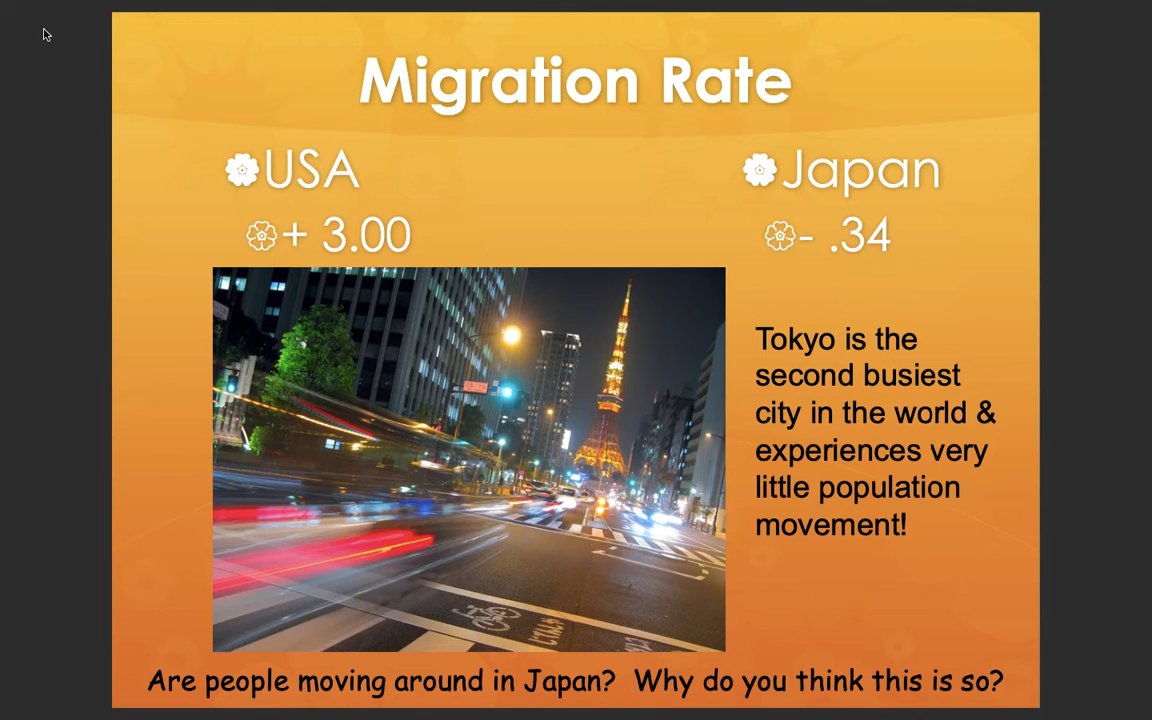 Migration Rate
USA
Japan
+ 3.00
- .34
Tokyo is the
second busiest
city in the world &
experiences very
little population
movement!
Are people moving around in Japan?  Why do you think this is so?